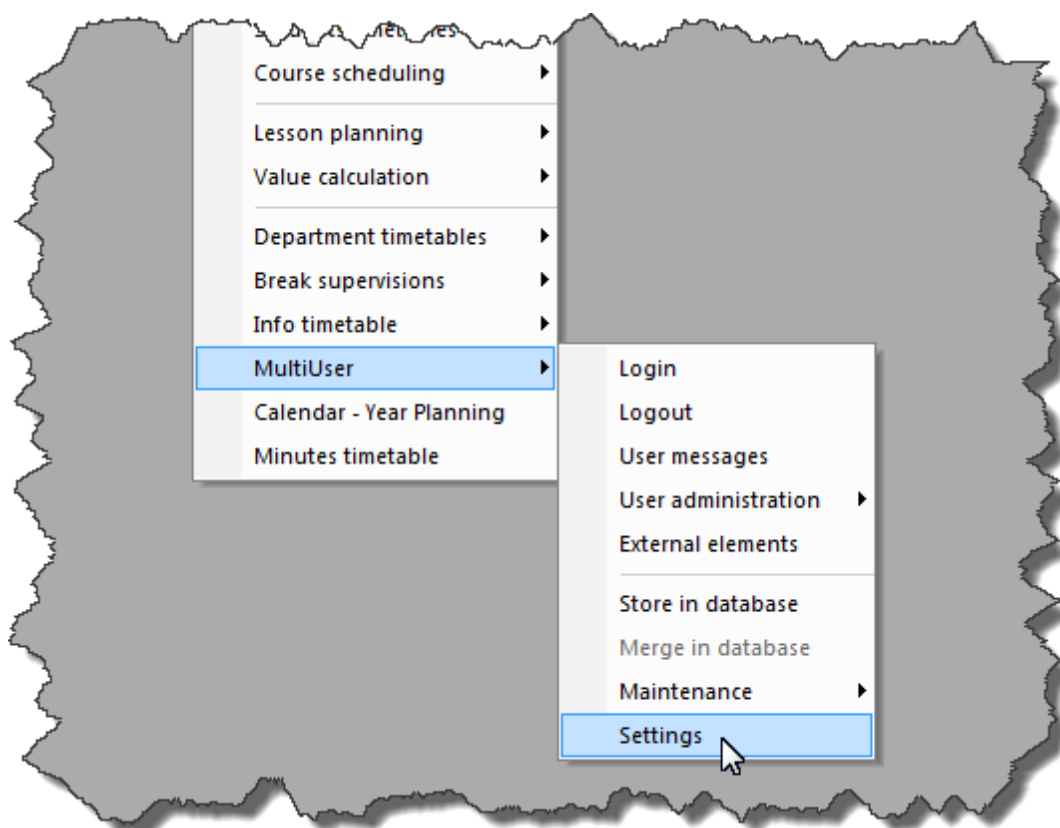 Course scheduling
Lesson planning
Value calculation
Department timetables
Break supervisions
Info timetable
MultiUser
Calendar - Year Planning
Minutes timetable
Login
Logout
User messages
User administration
External elements
Store in database
Merge in database
Maintenance
Settings